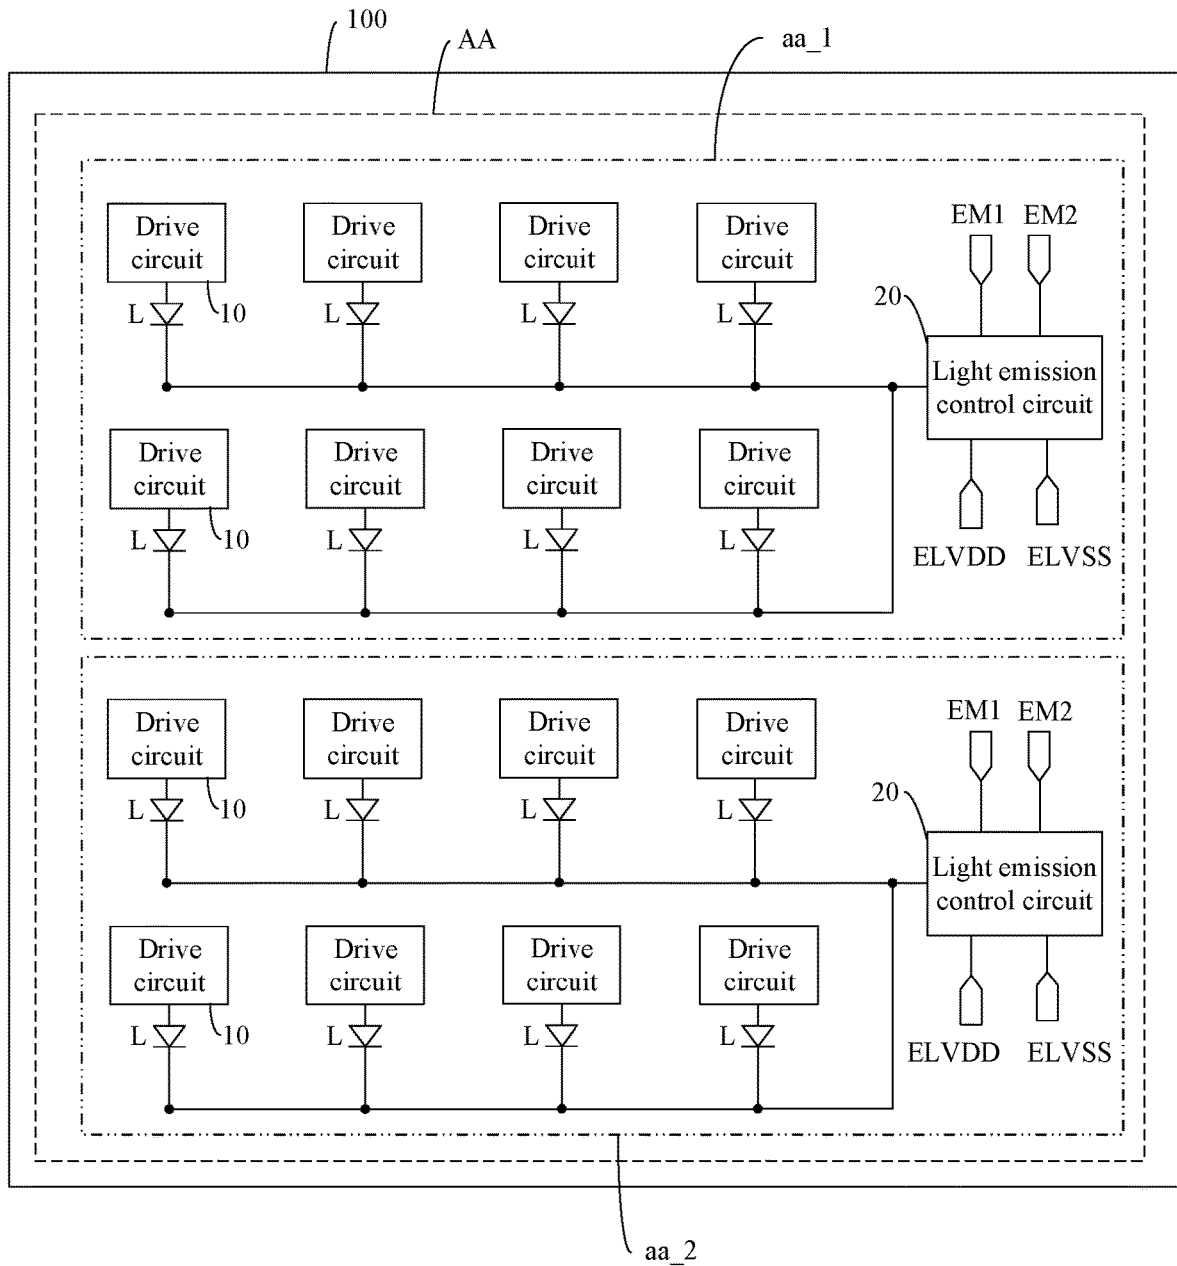 100
AA
aa_1
Drive circuit
Drive circuit
Drive circuit
Drive circuit
EM1
EM2
L
10
L
L
L
20
Light emission
control circuit
Drive circuit
Drive circuit
Drive circuit
Drive circuit
L
10
L
L
L
ELVDD
ELVSS
Drive circuit
Drive circuit
Drive circuit
Drive circuit
EM1
EM2
L
10
L
L
L
20
Light emission
control circuit
Drive circuit
Drive circuit
Drive circuit
Drive circuit
L
10
L
L
L
ELVDD
ELVSS
aa_2